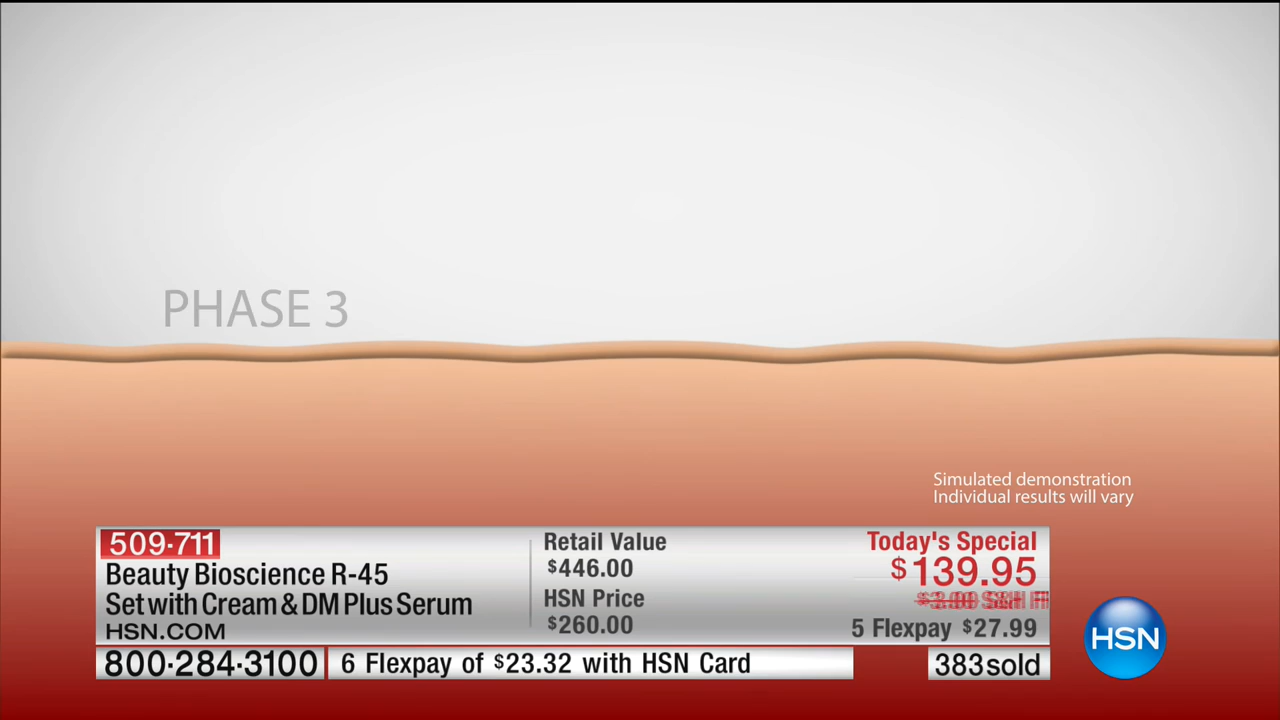 PHASE 3
Simulated demonstration
Individual results will vary
509·711
Beauty Bioscience R-45
Set with Cream & DM Plus Serum
HSN.COM
Retail Value
$446.00
HSN Price
$260.00
Today's Special
$139.95
5 Flexpay $27.99
800·284·3100
6 Flexpay of $23.32 with HSN Card
383 sold
HSN